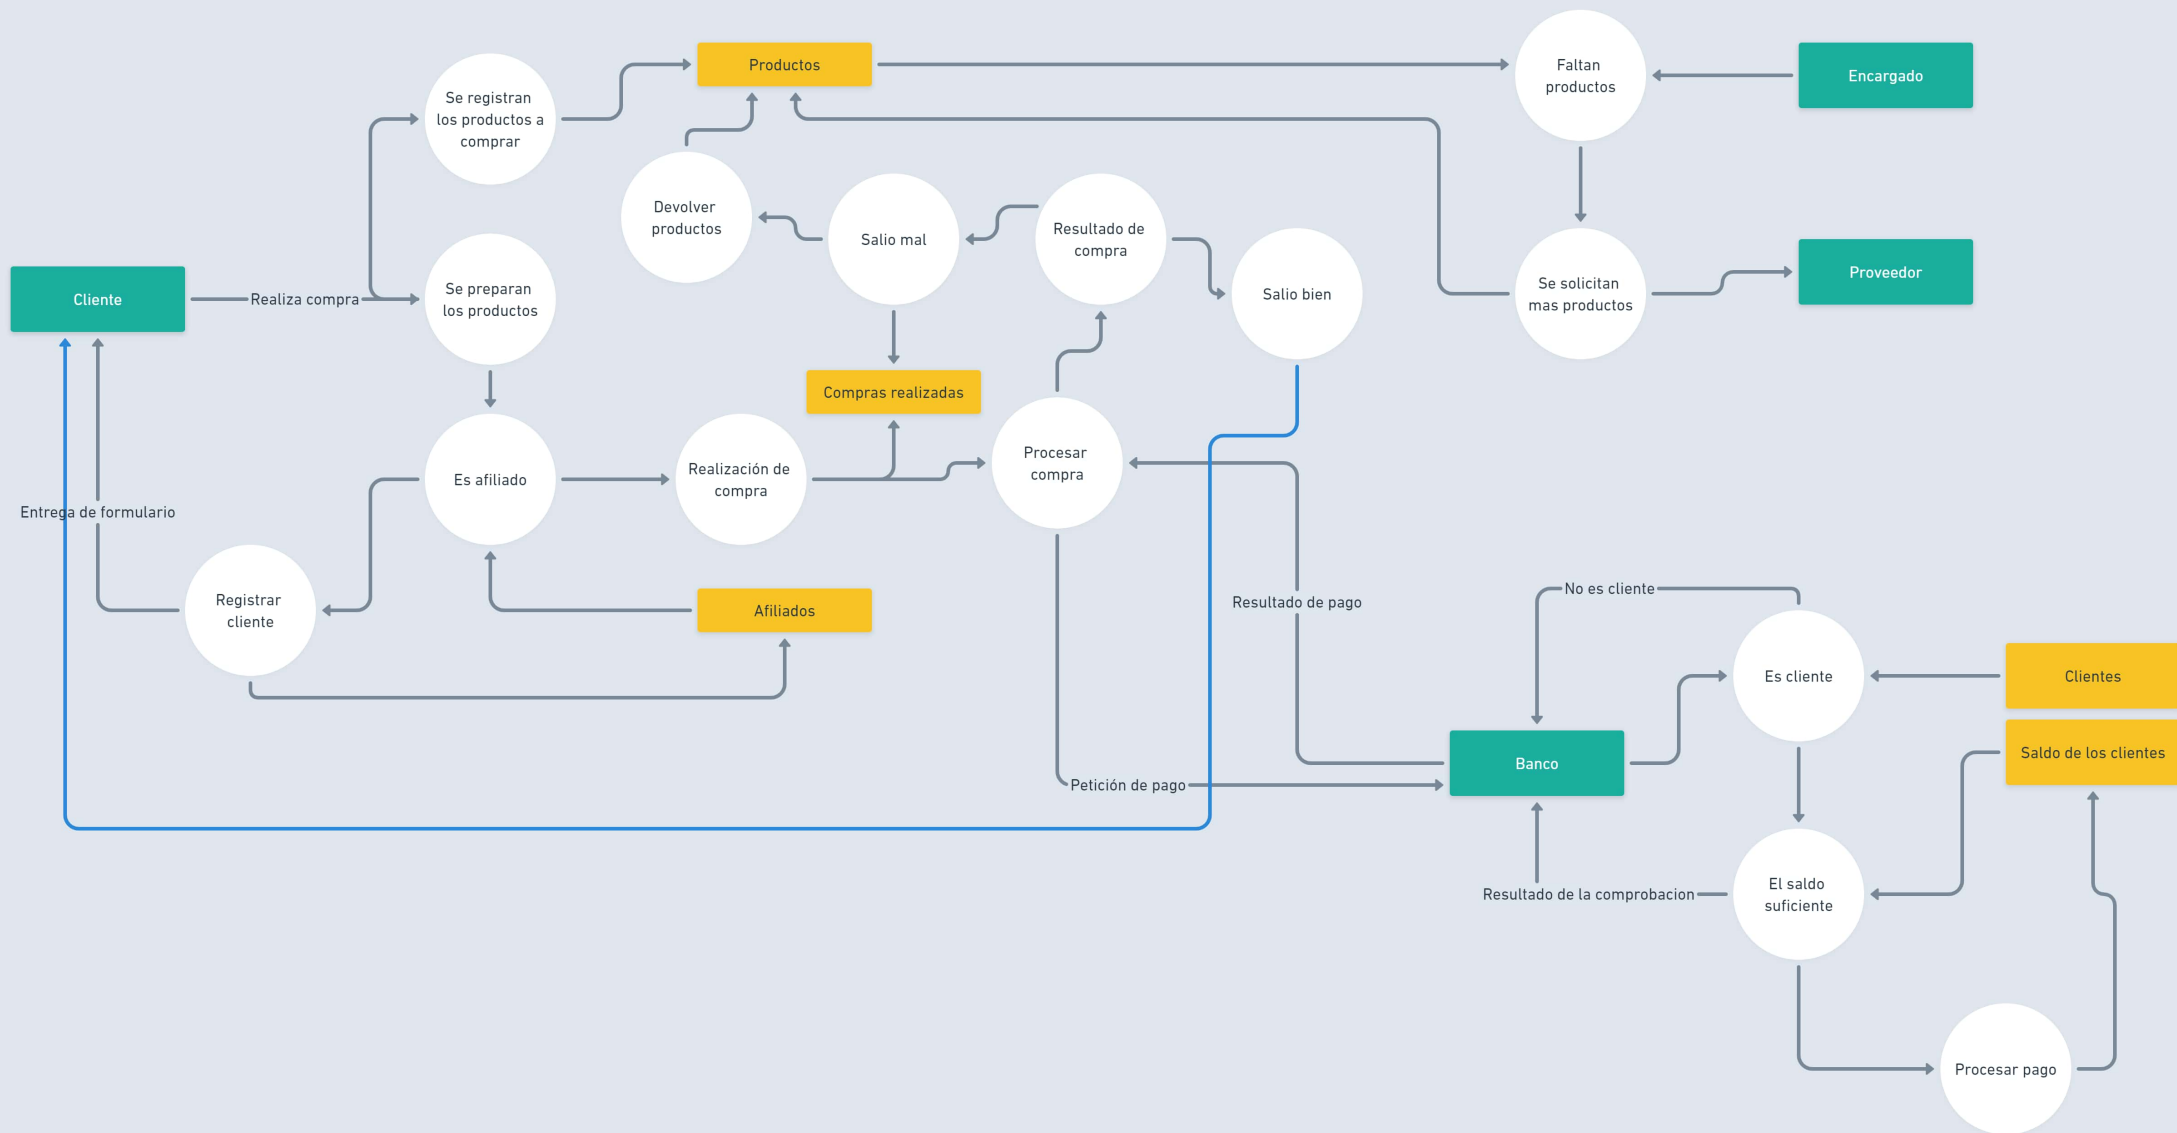 Productos
Faltan
productos
Encargado
Se registran
los productos a
comprar
Devolver
productos
Salio mal
Resultado de
compra
Salio bien
Se solicitan
mas productos
Proveedor
Cliente
Realiza compra
Se preparan
los productos
Compras realizadas
Es afiliado
Realización de
compra
Procesar
compra
Entrega de formulario
Registrar
cliente
Afiliados
Resultado de pago
No es cliente
Es cliente
Clientes
Saldo de los clientes
Banco
Petición de pago
Resultado de la comprobacion
El saldo
suficiente
Procesar pago